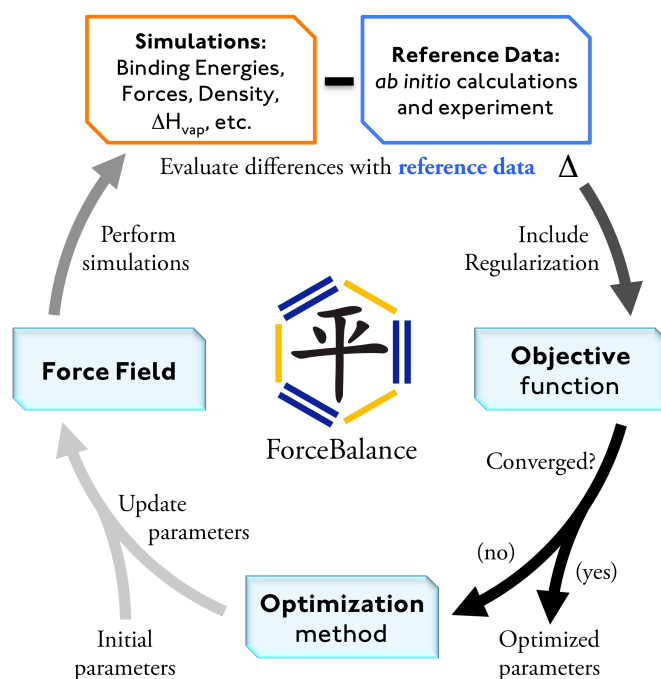 Simulations:
Binding Energies,
Forces, Density,
ΔHvap, etc.
Reference Data:
ab initio calculations
and experiment
Evaluate differences with reference data Δ
Perform
simulations
Include
Regularization
Force Field
平
ForceBalance
Objective
function
Converged?
(no)
(yes)
Update
parameters
Optimization
method
Initial
parameters
Optimized
parameters